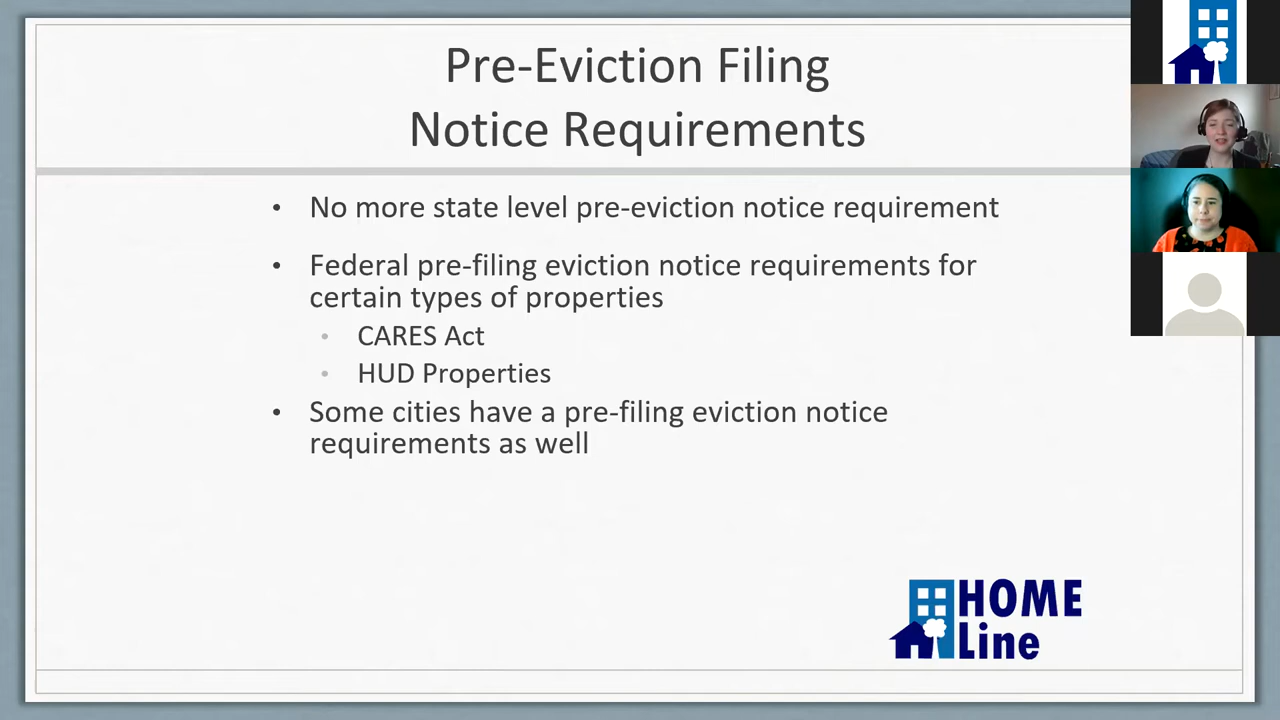 Pre-Eviction Filing
Notice Requirements
• No more state level pre-eviction notice requirement
• Federal pre-filing eviction notice requirements for
certain types of properties
• CARES Act
• HUD Properties
• Some cities have a pre-filing eviction notice
requirements as well
HOME
Line